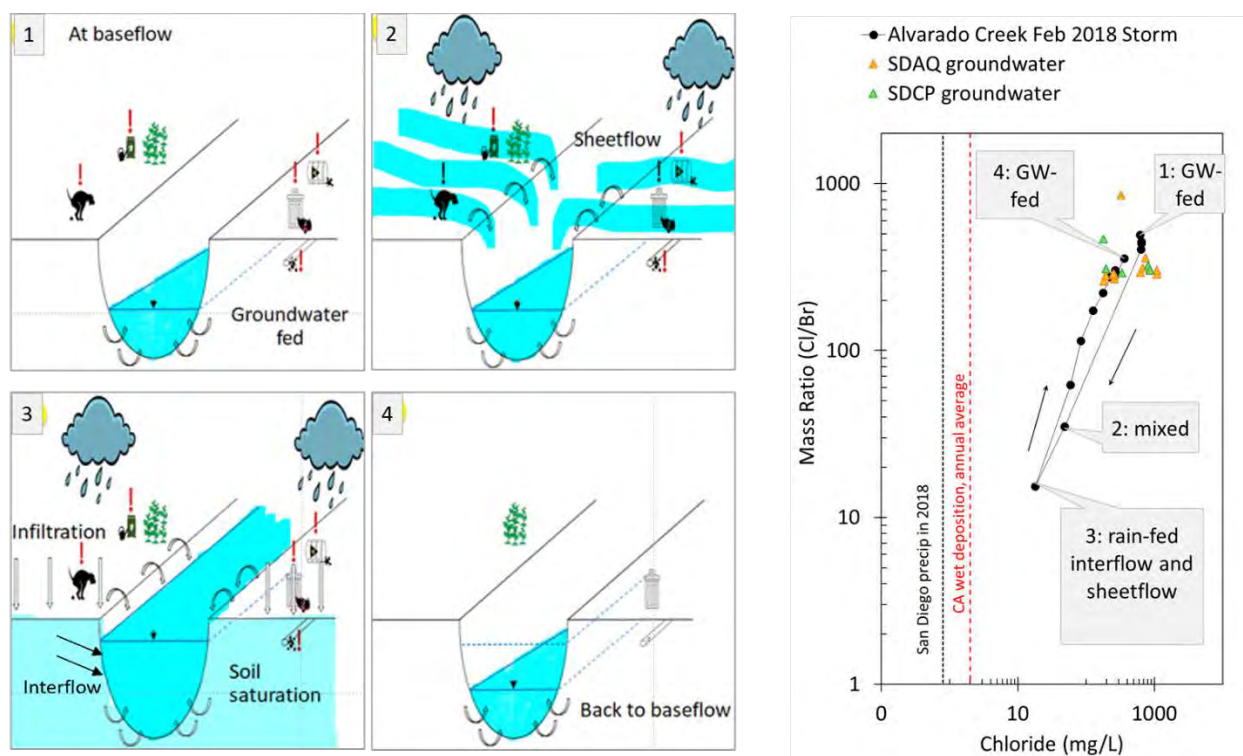 1
At baseflow
Groundwater
fed
2
Sheetflow
3
Infiltration
Interflow
Soil
saturation
4
Back to baseflow
Alvarado Creek Feb 2018 Storm
SDAQ groundwater
SDCP groundwater
Mass Ratio (Cl/Br)
1000
100
10
1
4: GW-
fed
1: GW-
fed
2: mixed
3: rain-fed
interflow and
sheetflow
San Diego precip in 2018
CA wet deposition, annual average
0
10
1000
Chloride (mg/L)